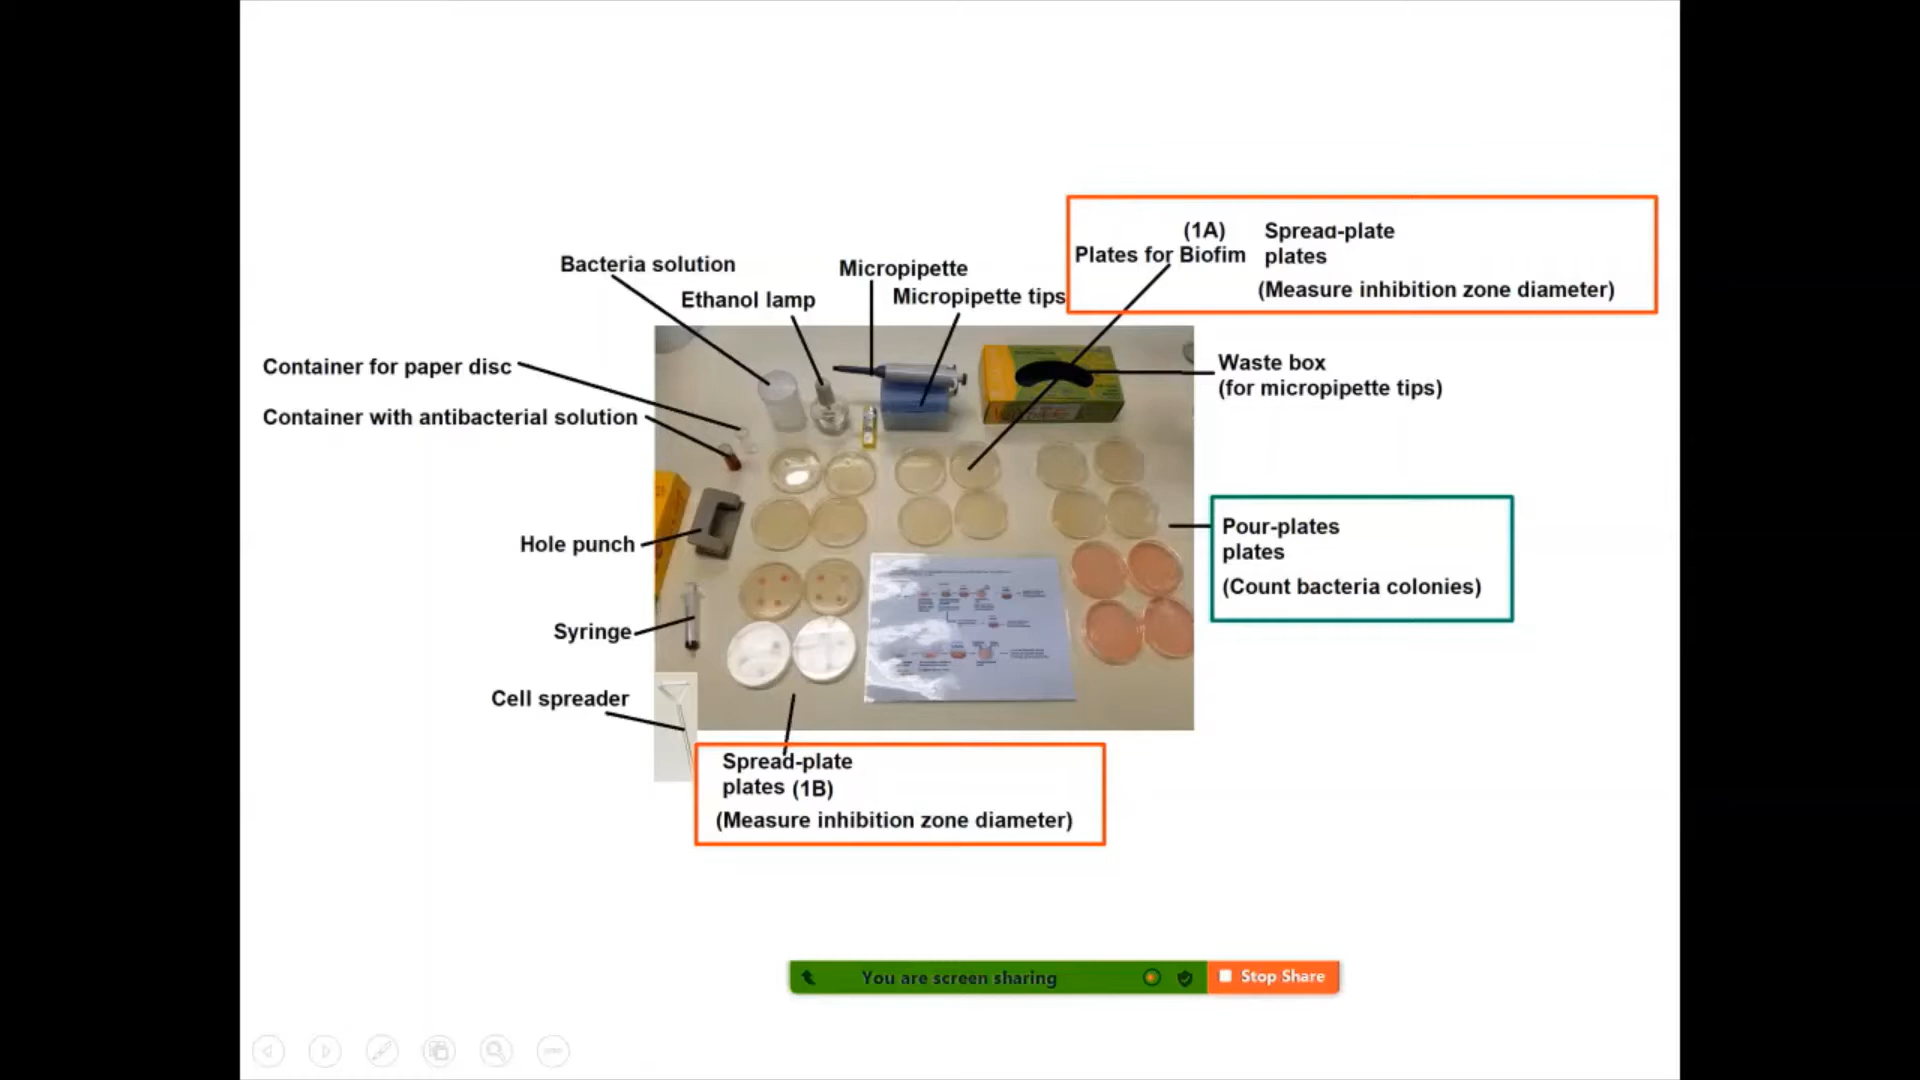 (1A)
Plates for Biofim
Spread-plate
plates
(Measure inhibition zone diameter)
Bacteria solution
Micropipette
Ethanol lamp
Micropipette tips
Container for paper disc
Container with antibacterial solution
Waste box
(for micropipette tips)
Hole punch
Pour-plates
plates
(Count bacteria colonies)
Syringe
Cell spreader
Spread-plate
plates (1B)
(Measure inhibition zone diameter)
You are screen sharing
Stop Share